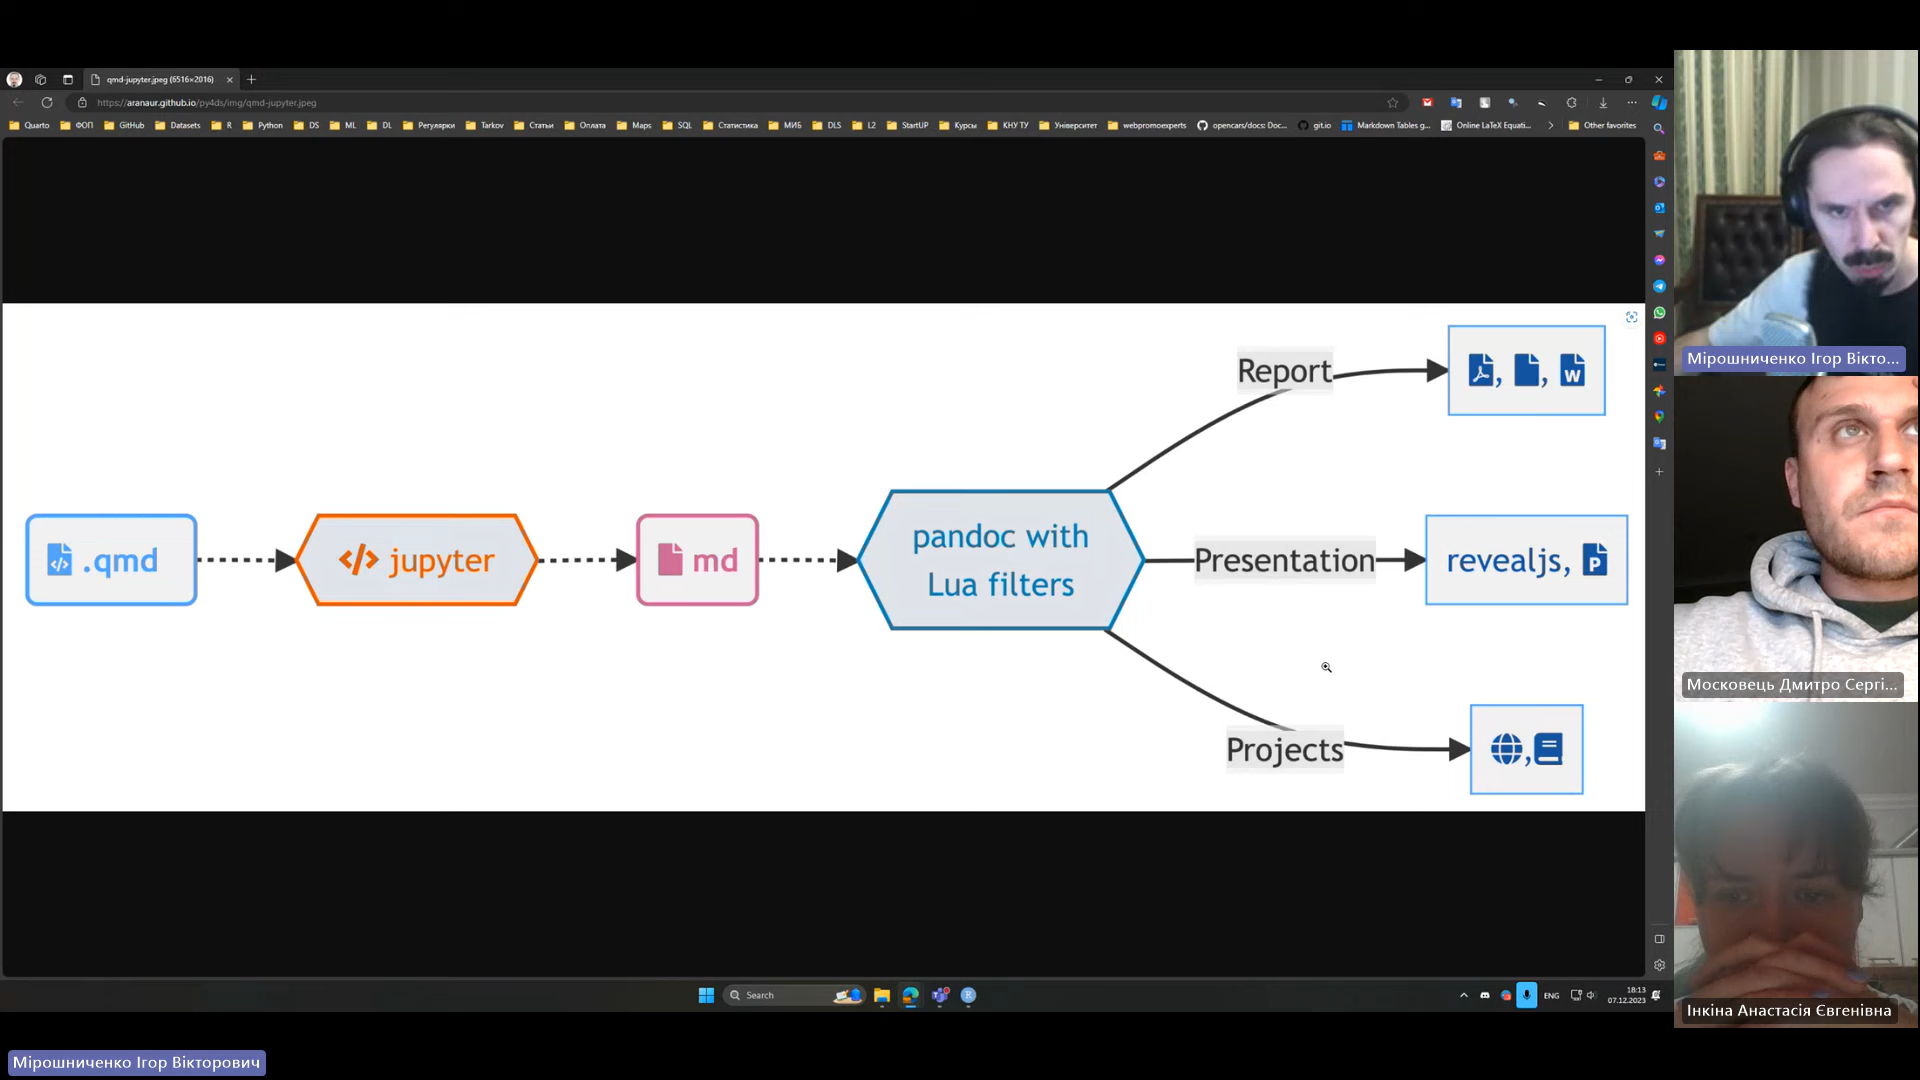 qmd-jupyter.jpeg (6516×2016)
https://aranaur.github.io/py4ds/img/qmd-jupyter.jpeg
Quarto ФОП GitHub Datasets R Python DS ML DL Регулярки Tarkov Статьи Оплата Maps SQL Статистика МИБ DLS L2 StartUP Курсы КНУ ТУ Університет webpromoexperts opencars/docs: Doc... git.io Markdown Tables g... Online LaTeX Equati... Other favorites
Мірошниченко Ігор Вікто...
Report
W
.qmd
</> jupyter
md
pandoc with
Lua filters
Presentation
revealjs, P
Projects
Московець Дмитро Сергі...
Інкіна Анастасія Євгенівна
Search
ENG
18:13
07.12.2023
Мірошниченко Ігор Вікторович